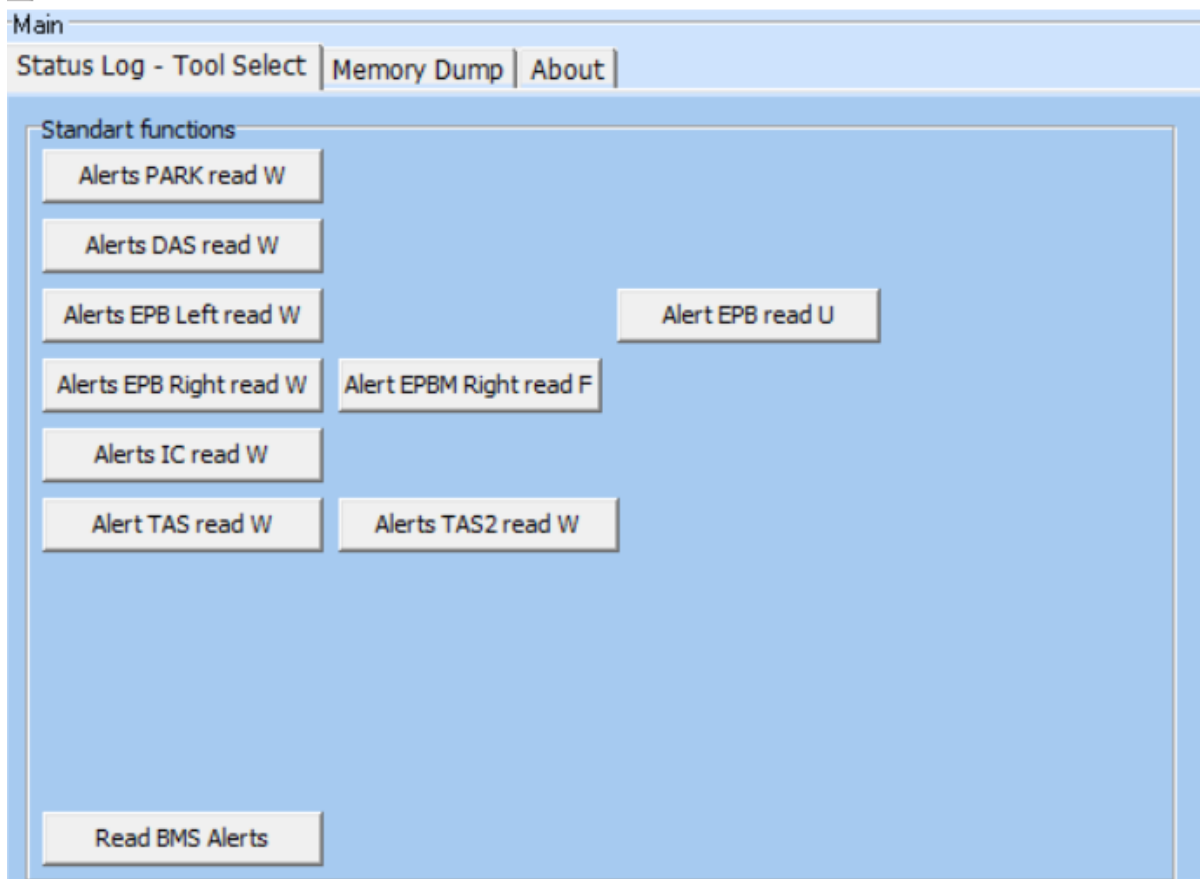 Main
Status Log - Tool Select
Memory Dump
About
Standart functions
Alerts PARK read W
Alerts DAS read W
Alerts EPB Left read W
Alert EPB read U
Alerts EPB Right read W
Alert EPBM Right read F
Alerts IC read W
Alert TAS read W
Alerts TAS2 read W
Read BMS Alerts